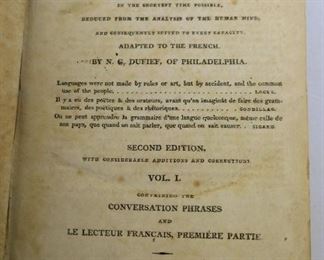 IN THE SHORTEST TIME POSSIBLE,
DEDUCED FROM THE ANALYSIS OF THE HUMAN MIND,
AND CONSEQUENTLY SUITED TO EVERY CAPACITY.
ADAPTED TO THE FRENCH.
BY N. G. DUFIEF, OF PHILADELPHIA.
Languages were not made by rules or art, but by accident, and the common
use of the people. LOCKE.
Il y a eu des poëtes & des orateurs, avant qu'on imaginât de faire des gram-
maires, des poëtiques & des rhétoriques. CONDILLAC.
On ne peut apprendre la grammaire d'une langue quelconque, même celle de
son pays, que quand on sait parler, que quand on sait causer. SICARD.
SECOND EDITION,
WITH CONSIDERABLE ADDITIONS AND CORRECTIONS.
VOL. I.
CONTAINING THE
CONVERSATION PHRASES
AND
LE LECTEUR FRANÇAIS, PREMIÈRE PARTIE.